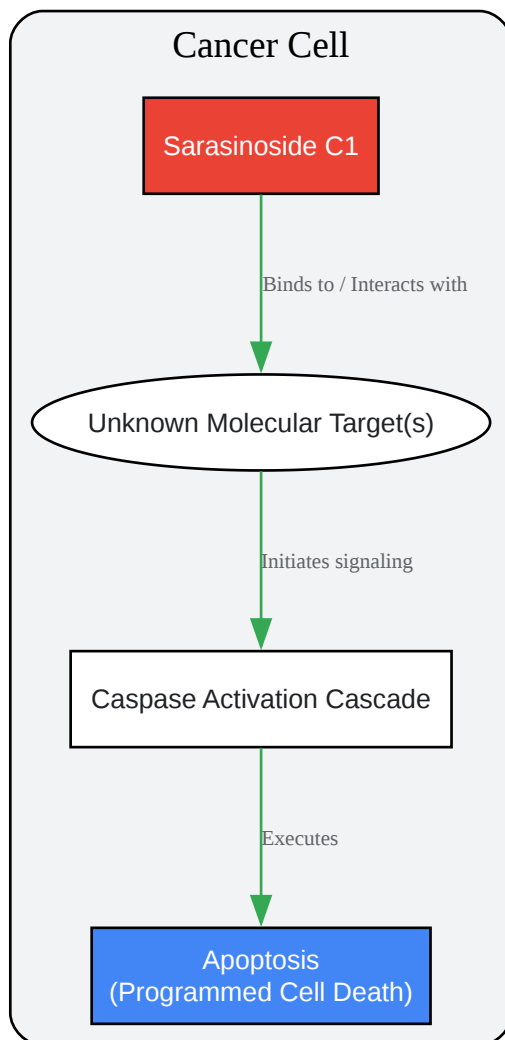 Cancer Cell
Sarasinoside C1
Binds to / Interacts with
Unknown Molecular Target(s)
Initiates signaling
Caspase Activation Cascade
Executes
Apoptosis
(Programmed Cell Death)